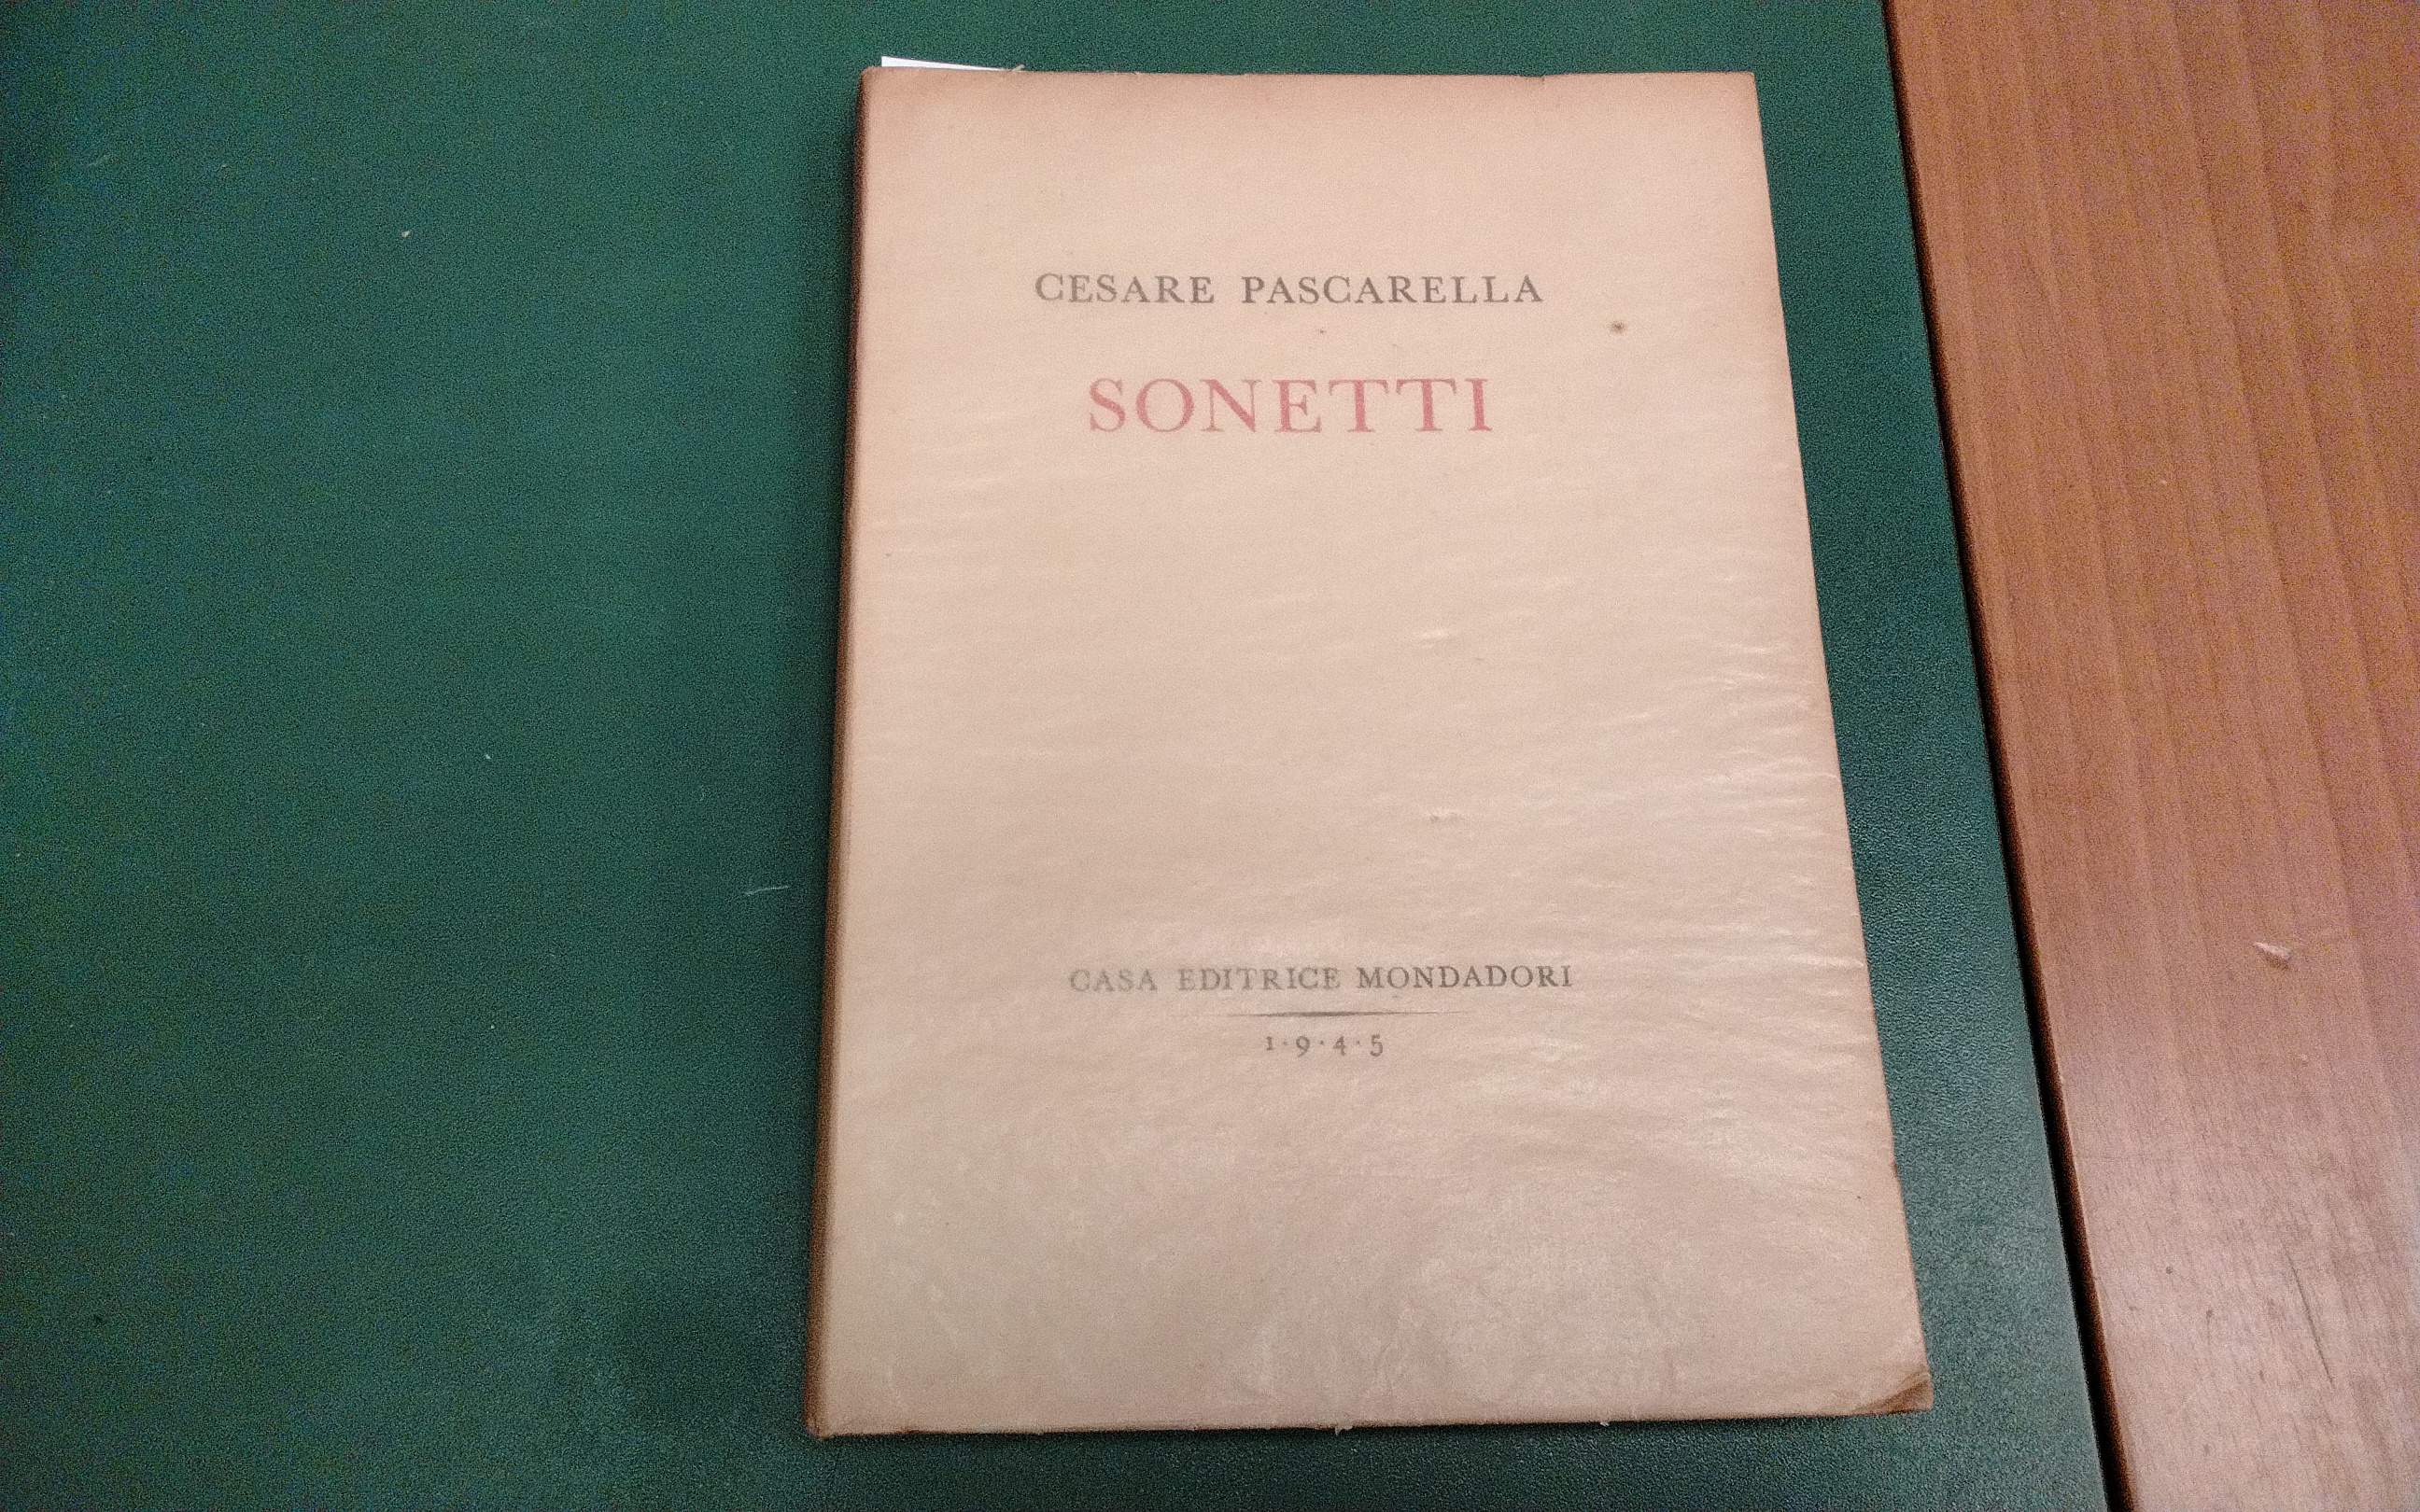 CESARE PASCARELLA
SONETTI
CASA EDITRICE MONDADORI
1·9·4·5